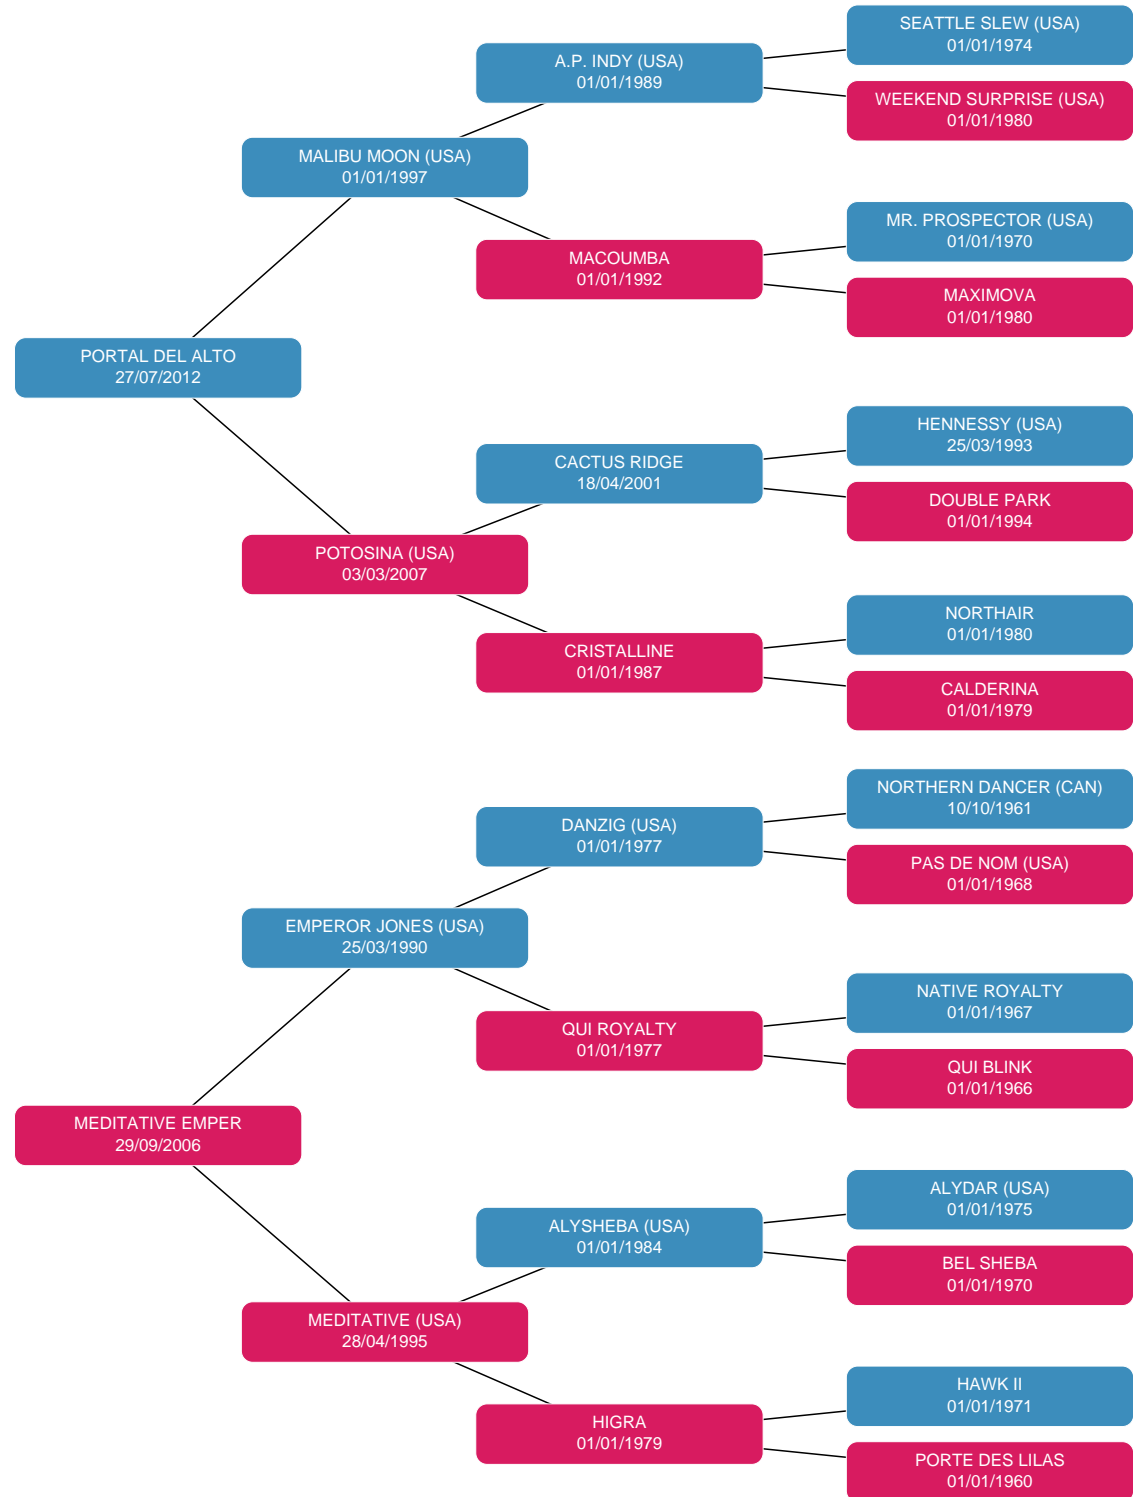 SEATTLE SLEW (USA)
01/01/1974
A.P. INDY (USA)
01/01/1989
WEEKEND SURPRISE (USA)
01/01/1980
MALIBU MOON (USA)
01/01/1997
MR. PROSPECTOR (USA)
01/01/1970
MACOUMBA
01/01/1992
MAXIMOVA
01/01/1980
PORTAL DEL ALTO
27/07/2012
HENNESSY (USA)
25/03/1993
CACTUS RIDGE
18/04/2001
DOUBLE PARK
01/01/1994
POTOSINA (USA)
03/03/2007
NORTHAIR
01/01/1980
CRISTALLINE
01/01/1987
CALDERINA
01/01/1979
NORTHERN DANCER (CAN)
10/10/1961
DANZIG (USA)
01/01/1977
PAS DE NOM (USA)
01/01/1968
EMPEROR JONES (USA)
25/03/1990
NATIVE ROYALTY
01/01/1967
QUI ROYALTY
01/01/1977
QUI BLINK
01/01/1966
MEDITATIVE EMPER
29/09/2006
ALYDAR (USA)
01/01/1975
ALYSHEBA (USA)
01/01/1984
BEL SHEBA
01/01/1970
MEDITATIVE (USA)
28/04/1995
HAWK II
01/01/1971
HIGRA
01/01/1979
PORTE DES LILAS
01/01/1960